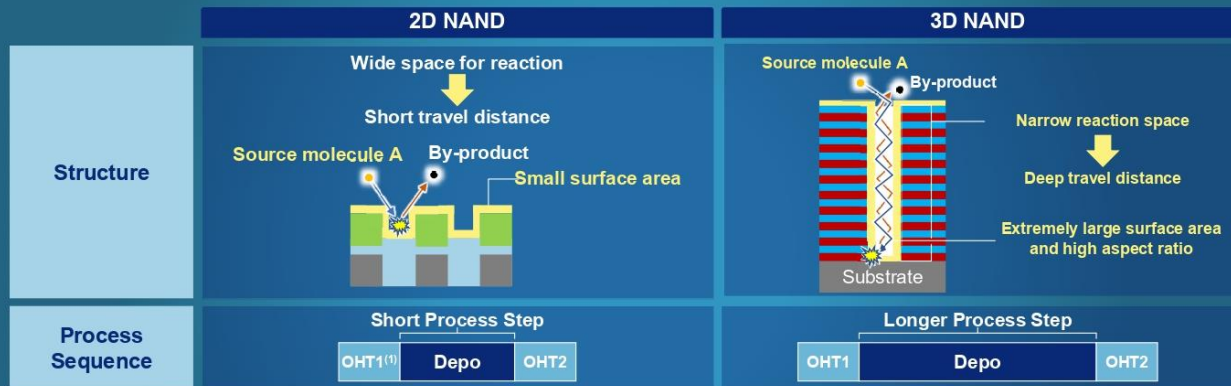 2D NAND
3D NAND
Structure
Wide space for reaction
Short travel distance
Source molecule A
By-product
Small surface area
Source molecule A
By-product
Narrow reaction space
Deep travel distance
Extremely large surface area
and high aspect ratio
Substrate
Process
Sequence
Short Process Step
OHT1(1)
Depo
OHT2
Longer Process Step
OHT1
Depo
OHT2